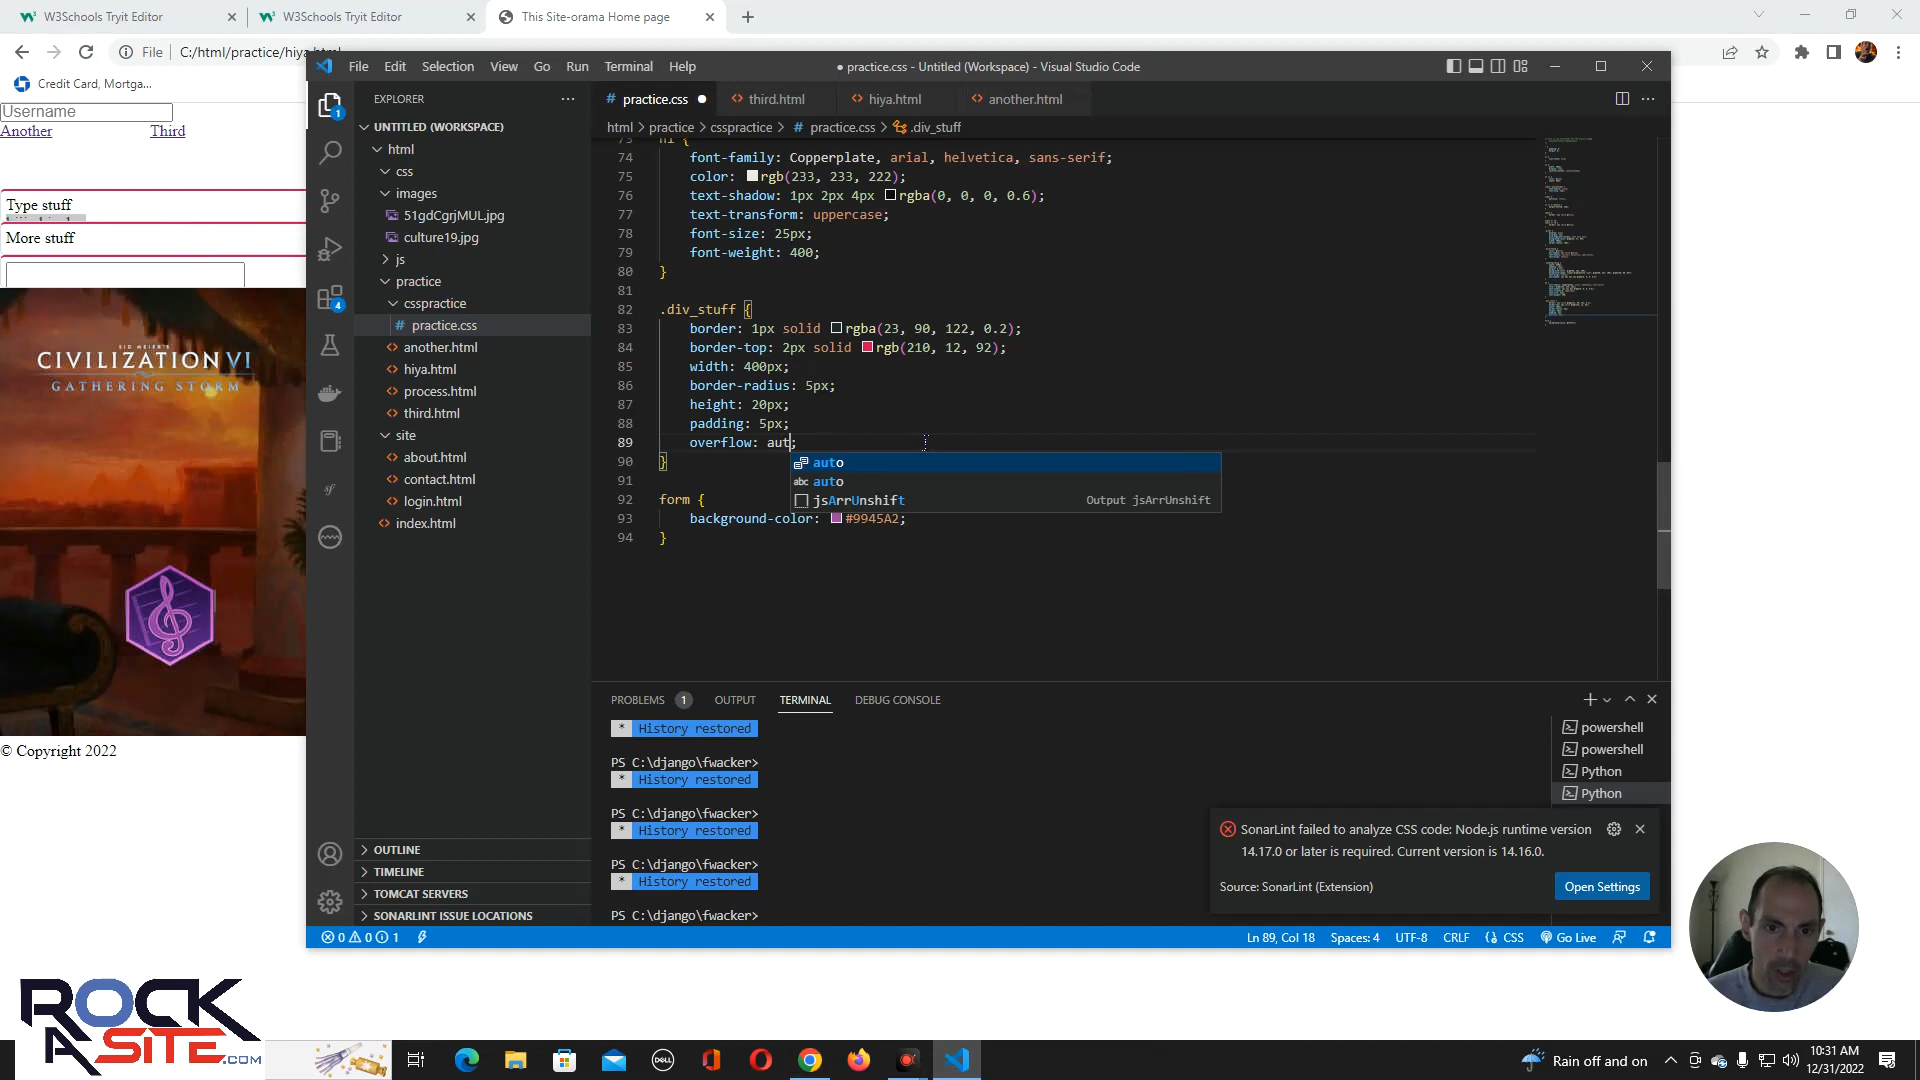 W3Schools Tryit Editor
W3Schools Tryit Editor
This Site-orama Home page
File
C:/html/practice/hiya.html
Credit Card, Mortga...
Username
Another
Third
Type stuff
More stuff
SID MEIER'S
CIVILIZATION VI
GATHERING STORM
© Copyright 2022
File Edit Selection View Go Run Terminal Help
● practice.css - Untitled (Workspace) - Visual Studio Code
EXPLORER
UNTITLED (WORKSPACE)
html
css
images
51gdCgrjMUL.jpg
culture19.jpg
js
practice
csspractice
# practice.css
<> another.html
<> hiya.html
<> process.html
<> third.html
site
<> about.html
<> contact.html
<> login.html
<> index.html
OUTLINE
TIMELINE
TOMCAT SERVERS
SONARLINT ISSUE LOCATIONS
1
4
# practice.css ●
<> third.html
<> hiya.html
<> another.html
html > practice > csspractice > # practice.css > .div_stuff
73 h1 {
74 font-family: Copperplate, arial, helvetica, sans-serif;
75 color: rgb(233, 233, 222);
76 text-shadow: 1px 2px 4px rgba(0, 0, 0, 0.6);
77 text-transform: uppercase;
78 font-size: 25px;
79 font-weight: 400;
80 }
81
82 .div_stuff {
83 border: 1px solid rgba(23, 90, 122, 0.2);
84 border-top: 2px solid rgb(210, 12, 92);
85 width: 400px;
86 border-radius: 5px;
87 height: 20px;
88 padding: 5px;
89 overflow: aut;
90 }
auto
91
abc auto
92 form {
jsArrUnshift Output jsArrUnshift
93 background-color: #9945A2;
94 }
PROBLEMS 1 OUTPUT TERMINAL DEBUG CONSOLE
* History restored
PS C:\django\fwacker>
* History restored
PS C:\django\fwacker>
* History restored
PS C:\django\fwacker>
* History restored
PS C:\django\fwacker>
powershell
powershell
Python
Python
SonarLint failed to analyze CSS code: Node.js runtime version
14.17.0 or later is required. Current version is 14.16.0.
Source: SonarLint (Extension)
Open Settings
0 0 1
Ln 89, Col 18 Spaces: 4 UTF-8 CRLF {} CSS Go Live
ROCK
A SITE.COM
DELL
Rain off and on
10:31 AM
12/31/2022